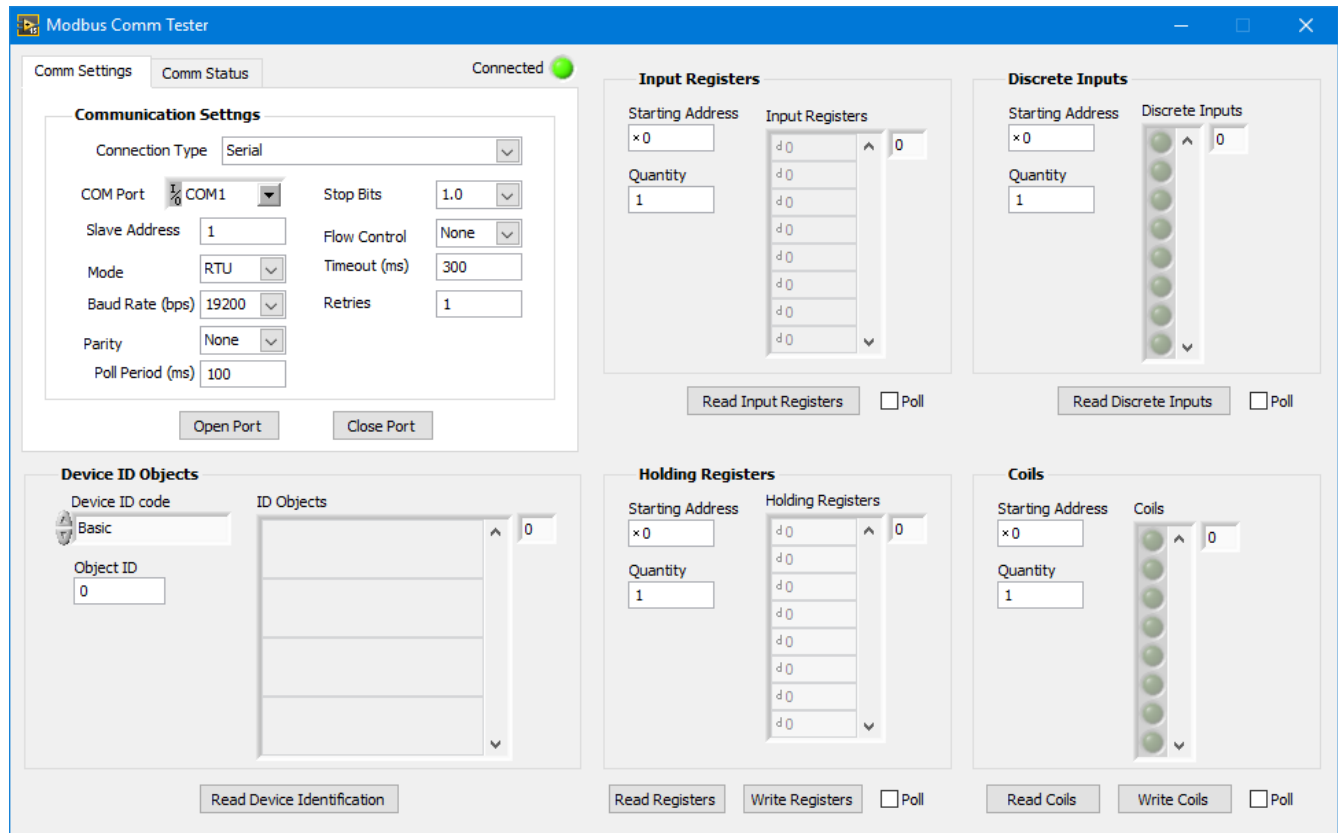 Modbus Comm Tester
Comm Settings
Comm Status
Connected
Communication Settngs
Connection Type Serial
COM Port COM1
Stop Bits 1.0
Slave Address 1
Flow Control None
Mode RTU
Timeout (ms) 300
Baud Rate (bps) 19200
Retries 1
Parity None
Poll Period (ms) 100
Open Port
Close Port
Input Registers
Starting Address
×0
Quantity
1
Input Registers
d 0
d 0
d 0
d 0
d 0
d 0
d 0
d 0
0
Read Input Registers
Poll
Discrete Inputs
Starting Address
×0
Quantity
1
Discrete Inputs
0
Read Discrete Inputs
Poll
Device ID Objects
Device ID code
Basic
Object ID
0
ID Objects
0
Read Device Identification
Holding Registers
Starting Address
×0
Quantity
1
Holding Registers
d 0
d 0
d 0
d 0
d 0
d 0
d 0
d 0
0
Read Registers
Write Registers
Poll
Coils
Starting Address
×0
Quantity
1
Coils
0
Read Coils
Write Coils
Poll